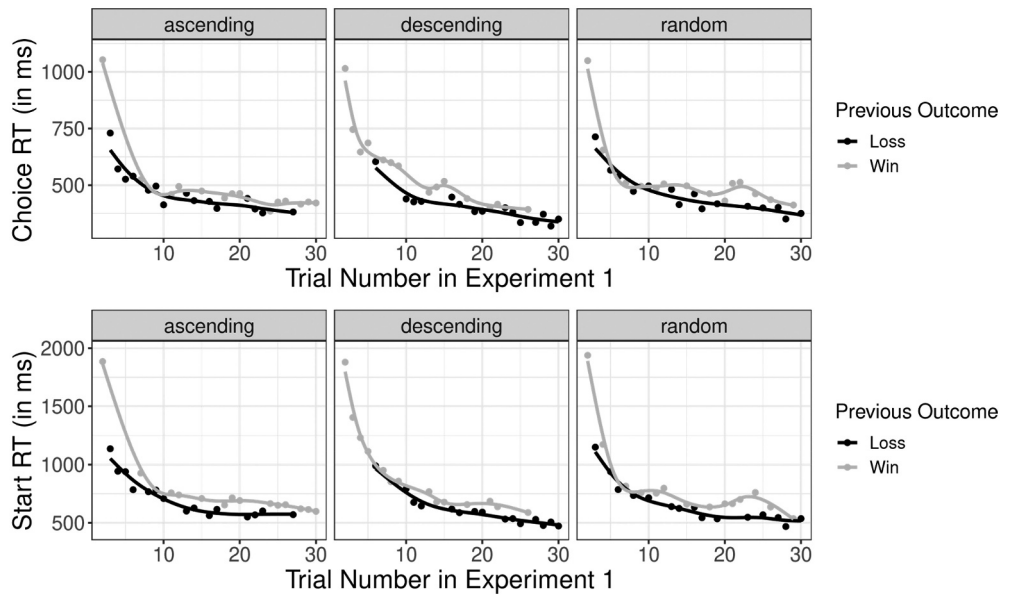 ascending descending random
Choice RT (in ms)
1000
750
500
10 20 30 10 20 30 10 20 30
Trial Number in Experiment 1
Previous Outcome
Loss
Win
ascending descending random
Start RT (in ms)
2000
1500
1000
500
10 20 30 10 20 30 10 20 30
Trial Number in Experiment 1
Previous Outcome
Loss
Win